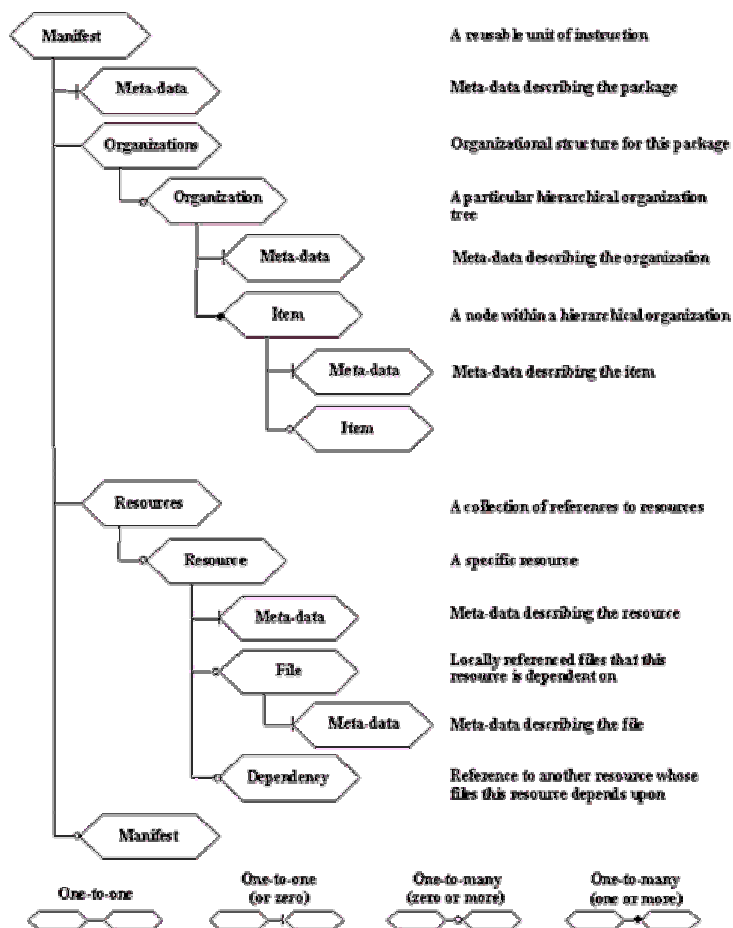 Manifest
A reusable unit of instruction
Meta-data
Meta-data describing the package
Organizations
Organizational structure for this package
Organization
A particular hierarchical organization
tree
Meta-data
Meta-data describing the organization
Item
A node within a hierarchical organization
Meta-data
Meta-data describing the item
Item
Resources
A collection of references to resources
Resource
A specific resource
Meta-data
Meta-data describing the resource
File
Locally referenced files that this
resource is dependent on
Meta-data
Meta-data describing the file
Dependency
Reference to another resource whose
files this resource depends upon
Manifest
One-to-one
One-to-one
(or zero)
One-to-many
(zero or more)
One-to-many
(one or more)